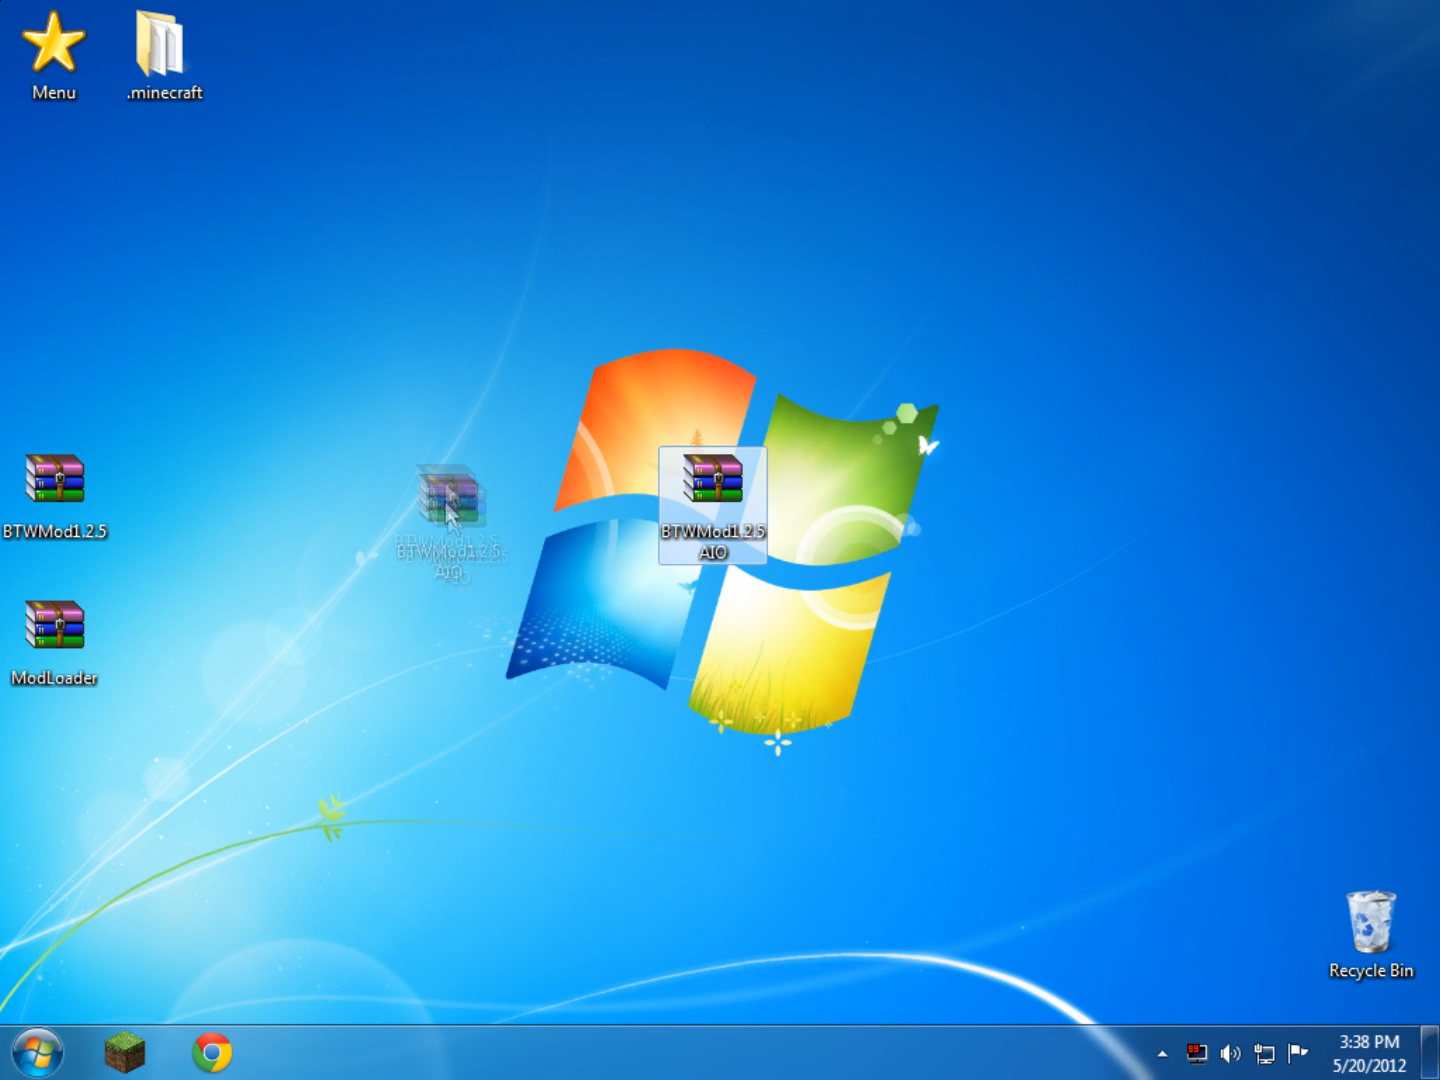 Menu
.minecraft
BTWMod1.2.5
BTWMod1.2.5
AIO
BTWMod1.2.5
AIO
ModLoader
Recycle Bin
99
3:38 PM
5/20/2012